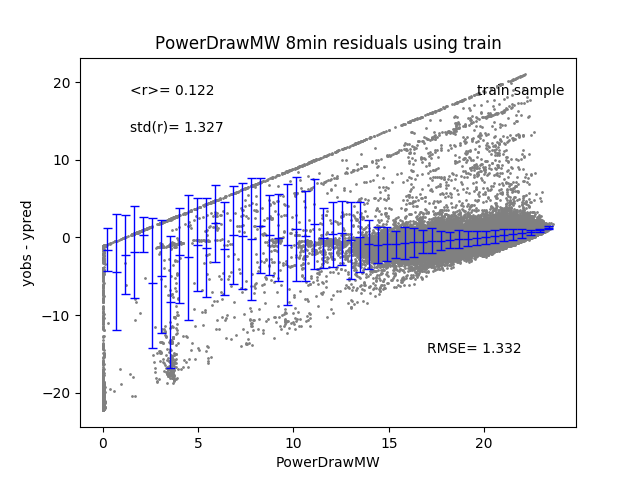 PowerDrawMW 8min residuals using train
<r>= 0.122
train sample
std(r)= 1.327
RMSE= 1.332
yobs - ypred
20
10
0
−10
−20
0 5 10 15 20
PowerDrawMW